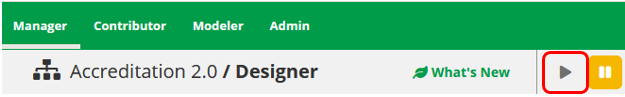 Manager Contributor Modeler Admin
Accreditation 2.0 / Designer What's New